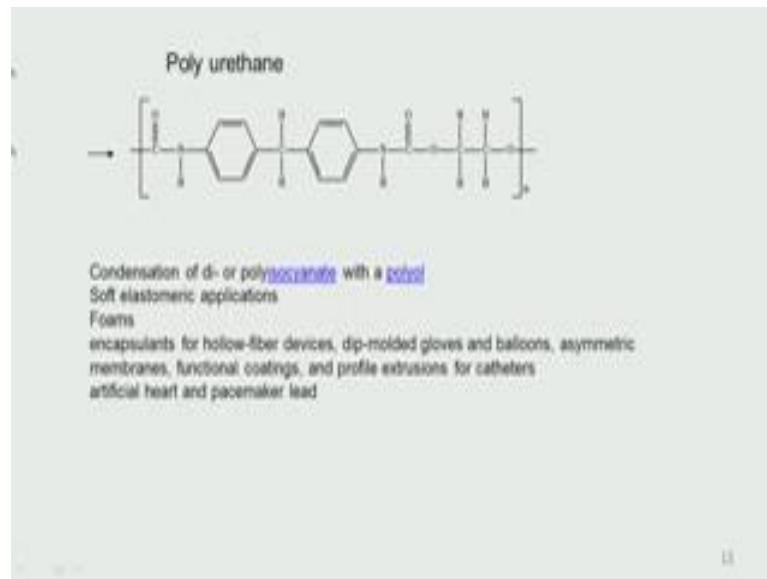 Poly urethane
Condensation of di- or polyisocyanate with a polyol
Soft elastomeric applications
Foams
encapsulants for hollow-fiber devices, dip-molded gloves and balloons, asymmetric
membranes, functional coatings, and profile extrusions for catheters
artificial heart and pacemaker lead